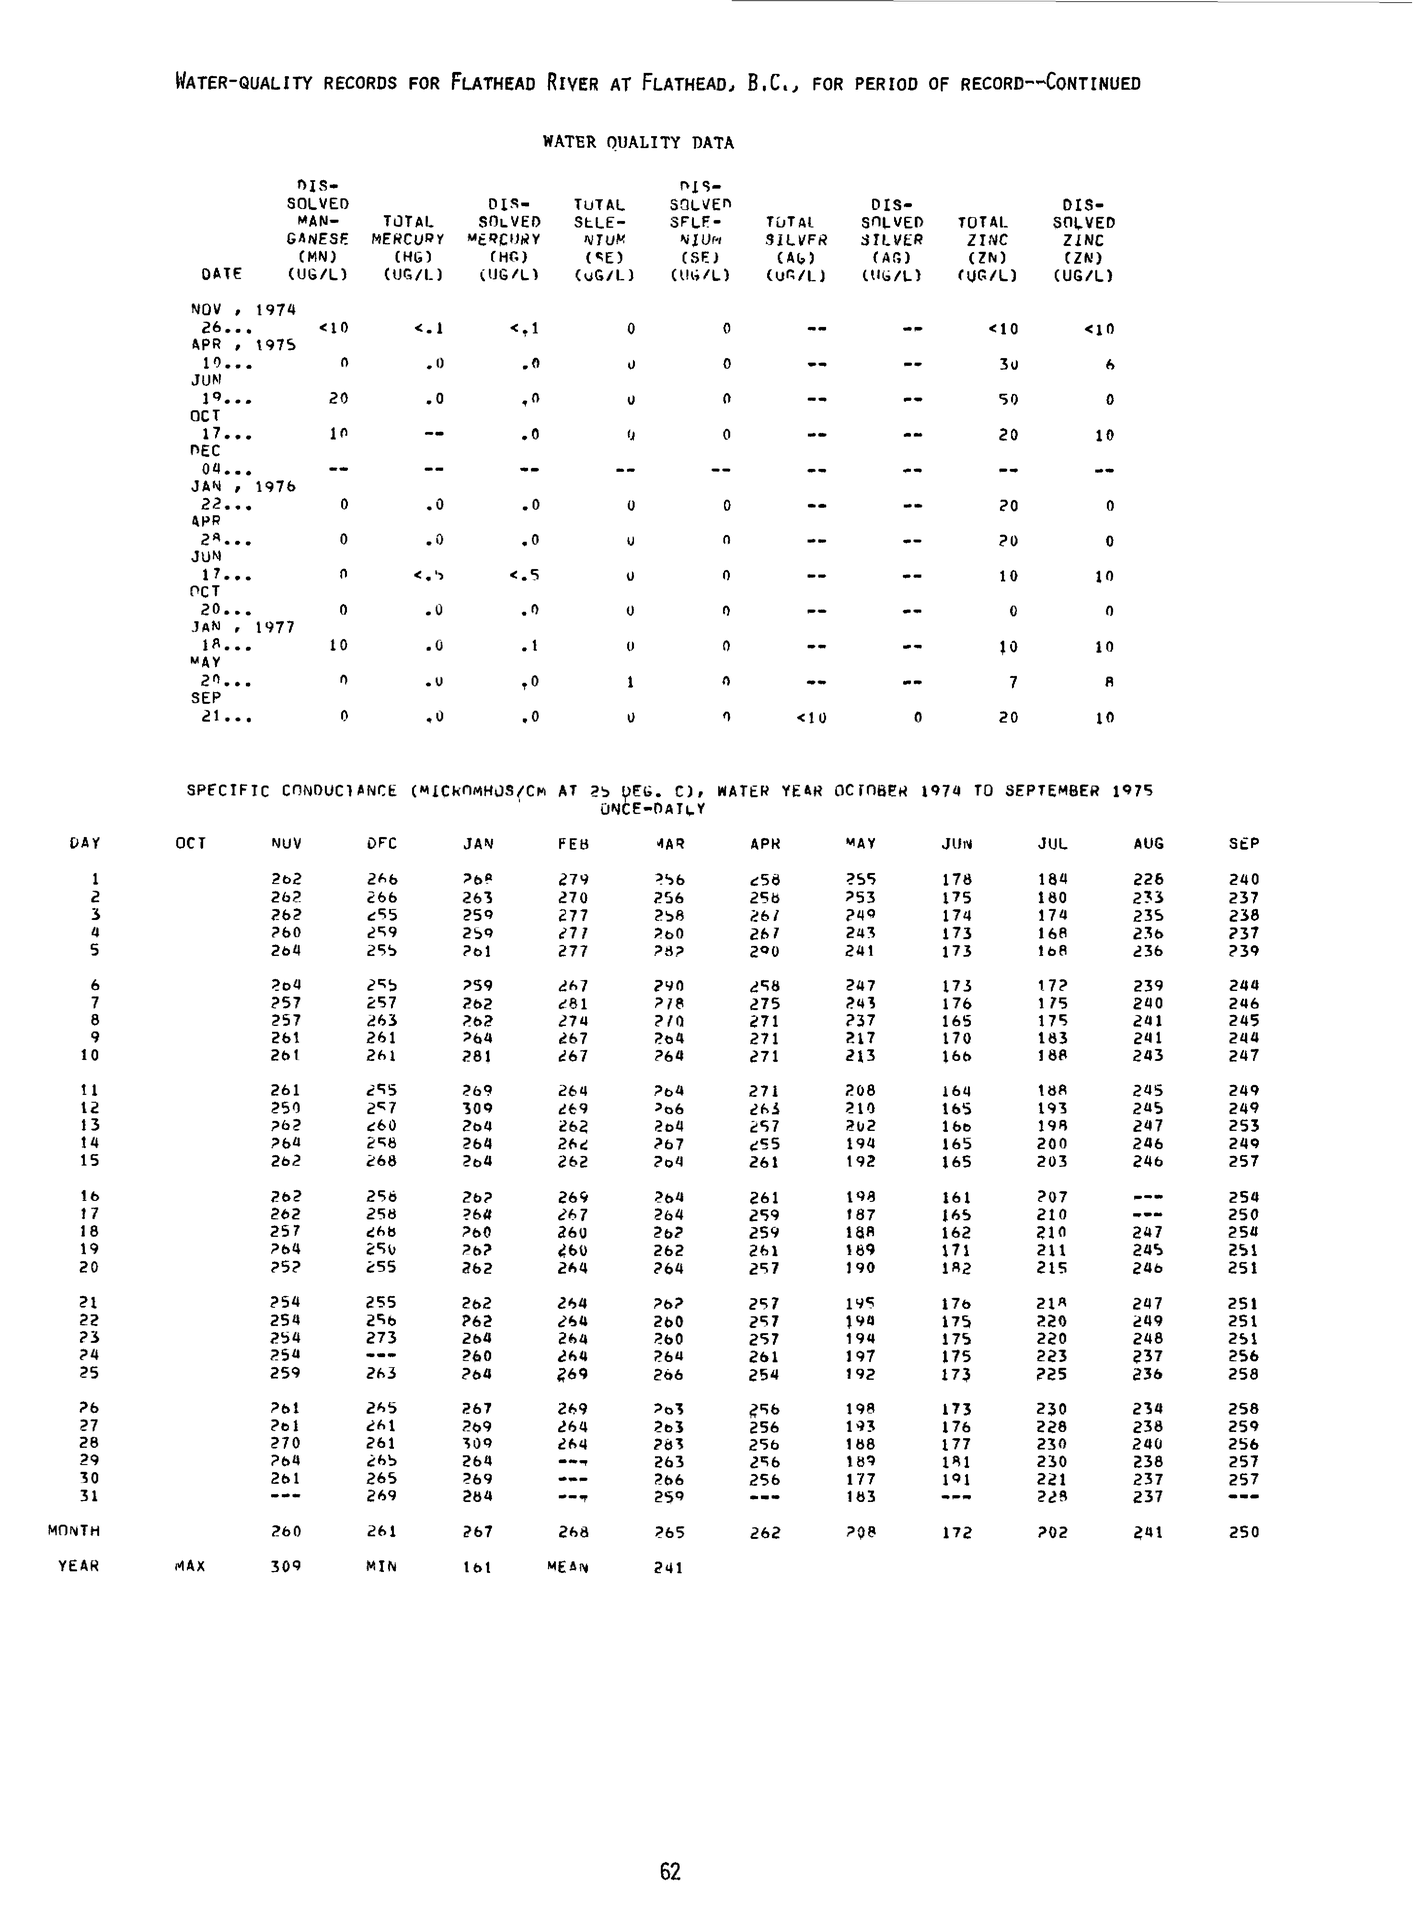 WATER-QUALITY RECORDS FOR FLATHEAD RIVER AT FLATHEAD, B.C., FOR PERIOD OF RECORD--CONTINUED
WATER QUALITY DATA
DIS- DIS-
SOLVED DIS- TOTAL SOLVED DIS- DIS-
MAN- TOTAL SOLVED SELE- SELE- TOTAL SOLVED TOTAL SOLVED
GANESE MERCURY MERCURY NIUM NIUM SILVER SILVER ZINC ZINC
(MN) (HG) (HG) (SE) (SE) (AG) (AG) (ZN) (ZN)
DATE (UG/L) (UG/L) (UG/L) (UG/L) (UG/L) (UG/L) (UG/L) (UG/L) (UG/L)
NOV , 1974
26... <10 <.1 <.1 0 0 -- -- <10 <10
APR , 1975
10... 0 .0 .0 0 0 -- -- 30 6
JUN
19... 20 .0 .0 0 0 -- -- 50 0
OCT
17... 10 -- .0 0 0 -- -- 20 10
DEC
04... -- -- -- -- -- -- -- -- --
JAN , 1976
22... 0 .0 .0 0 0 -- -- 20 0
APR
28... 0 .0 .0 0 0 -- -- 20 0
JUN
17... 0 <.5 <.5 0 0 -- -- 10 10
OCT
20... 0 .0 .0 0 0 -- -- 0 0
JAN , 1977
18... 10 .0 .1 0 0 -- -- 10 10
MAY
20... 0 .0 .0 1 0 -- -- 7 8
SEP
21... 0 .0 .0 0 0 <10 0 20 10
SPECIFIC CONDUCTANCE (MICROMHOS/CM AT 25 DEG. C), WATER YEAR OCTOBER 1974 TO SEPTEMBER 1975
ONCE-DAILY
DAY OCT NOV DEC JAN FEB MAR APR MAY JUN JUL AUG SEP
1 262 266 268 279 256 258 255 178 184 226 240
2 262 266 263 270 256 258 253 175 180 233 237
3 262 255 259 277 258 267 249 174 174 235 238
4 260 259 259 277 260 267 243 173 168 236 237
5 264 255 261 277 282 290 241 173 168 236 239
6 264 255 259 267 290 258 247 173 172 239 244
7 257 257 262 281 278 275 243 176 175 240 246
8 257 263 262 274 270 271 237 165 175 241 245
9 261 261 264 267 264 271 217 170 183 241 244
10 261 261 281 267 264 271 213 166 188 243 247
11 261 255 269 264 264 271 208 164 188 245 249
12 250 257 309 269 266 263 210 165 193 245 249
13 262 260 264 262 264 257 202 166 198 247 253
14 264 258 264 262 267 255 194 165 200 246 249
15 262 268 264 262 264 261 192 165 203 246 257
16 262 258 262 269 264 261 198 161 207 --- 254
17 262 258 264 267 264 259 187 165 210 --- 250
18 257 268 260 260 262 259 188 162 210 247 254
19 264 250 262 260 262 261 189 171 211 245 251
20 252 255 262 264 264 257 190 182 215 246 251
21 254 255 262 264 262 257 195 176 218 247 251
22 254 256 262 264 260 257 194 175 220 249 251
23 254 273 264 264 260 257 194 175 220 248 251
24 254 --- 260 264 264 261 197 175 223 237 256
25 259 263 264 269 266 254 192 173 225 236 258
26 261 265 267 269 263 256 198 173 230 234 258
27 261 261 269 264 263 256 193 176 228 238 259
28 270 261 309 264 283 256 188 177 230 240 256
29 264 265 264 --- 263 256 189 181 230 238 257
30 261 265 269 --- 266 256 177 191 221 237 257
31 --- 269 284 --- 259 --- 183 --- 228 237 ---
MONTH 260 261 267 268 265 262 208 172 202 241 250
YEAR MAX 309 MIN 161 MEAN 241
62